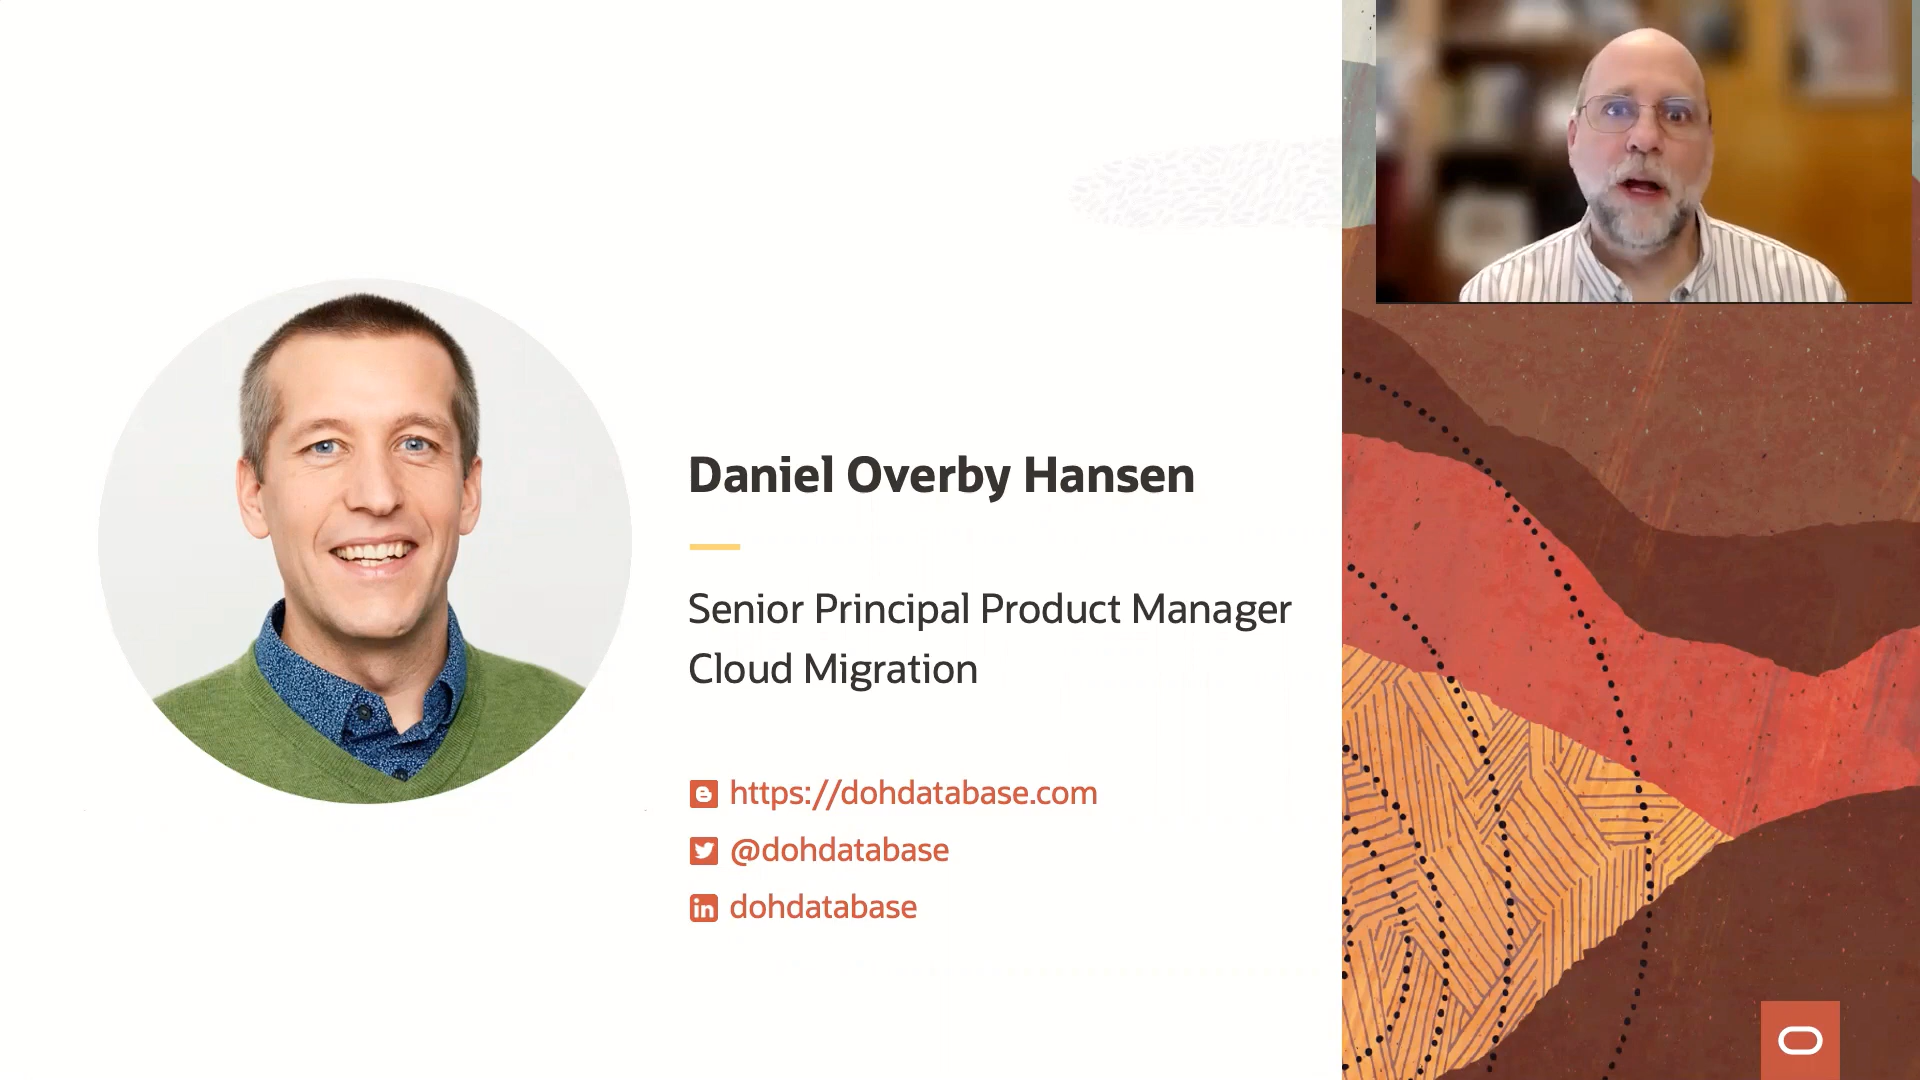 Daniel Overby Hansen
Senior Principal Product Manager
Cloud Migration
https://dohdatabase.com
@dohdatabase
dohdatabase